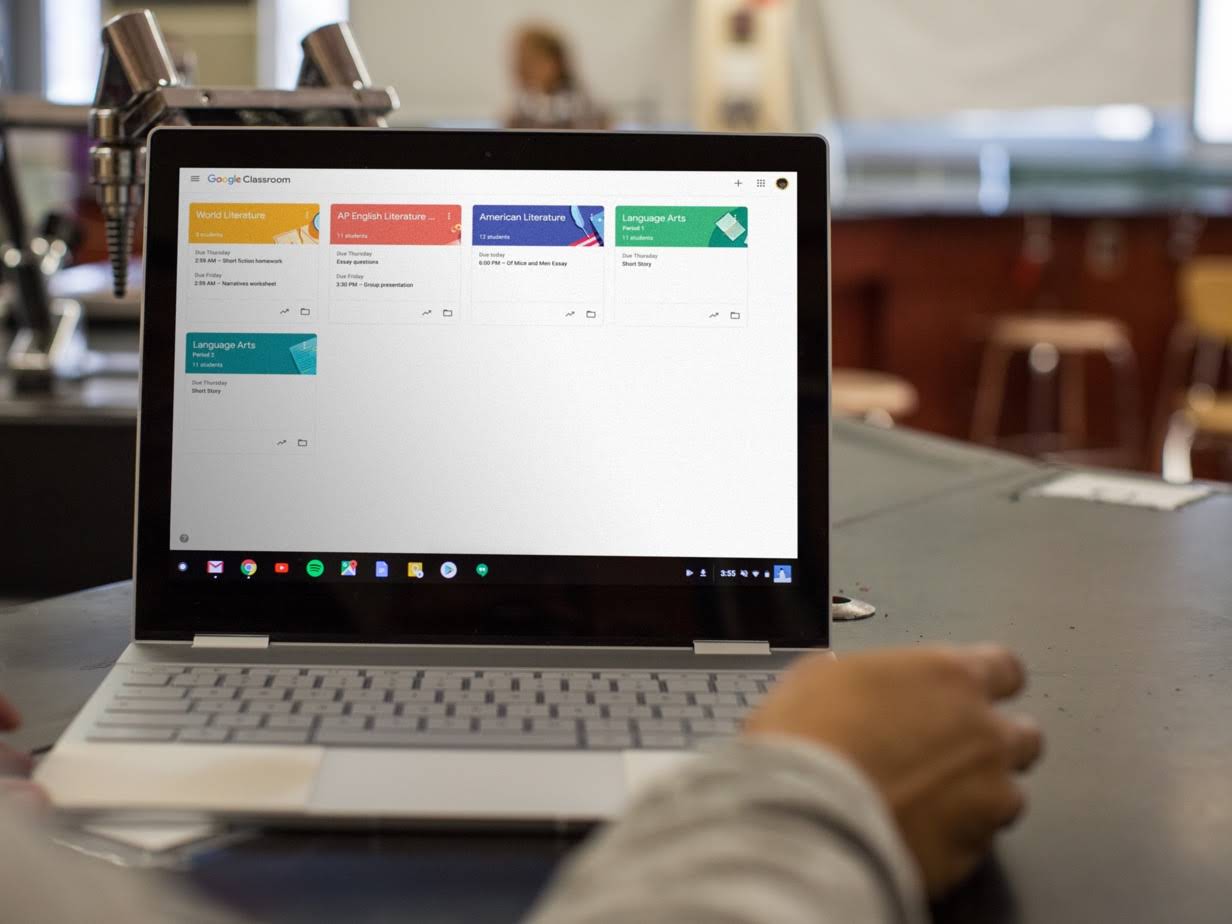 Google Classroom
World Literature
AP English Literature ...
American Literature
Language Arts
Period 1
11 students
12 students
11 students
Due Thursday
2:59 AM – Short fiction homework
Due Friday
2:59 AM – Narratives worksheet
Due Thursday
Essay questions
Due Friday
3:30 PM – Group presentation
Due today
6:00 PM – Of Mice and Men Essay
Due Thursday
Short Story
Language Arts
Period 2
11 students
Due Thursday
Short Story
3:55